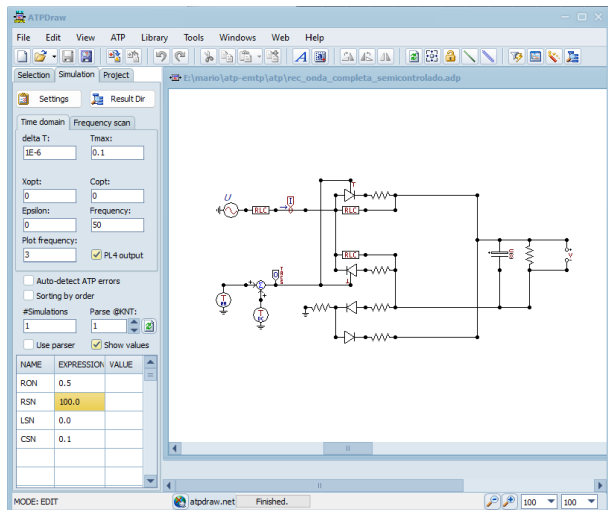 ATPDraw
File Edit View ATP Library Tools Windows Web Help
Selection Simulation Project
E:\mario\atp-emtp\atp\rec_onda_completa_semicontrolado.adp
Settings Result Dir
Time domain Frequency scan
delta T: Tmax:
1E-6 0.1
Xopt: Copt:
0 0
Epsilon: Frequency:
0 50
Plot frequency:
3 PL4 output
Auto-detect ATP errors
Sorting by order
#Simulations Parse @KNT:
1 1
Use parser Show values
NAME EXPRESSION VALUE
RON 0.5
RSN 100.0
LSN 0.0
CSN 0.1
U
RLC
I
T
RLC
RLC
T
V
MODE: EDIT atpdraw.net Finished. 100 100